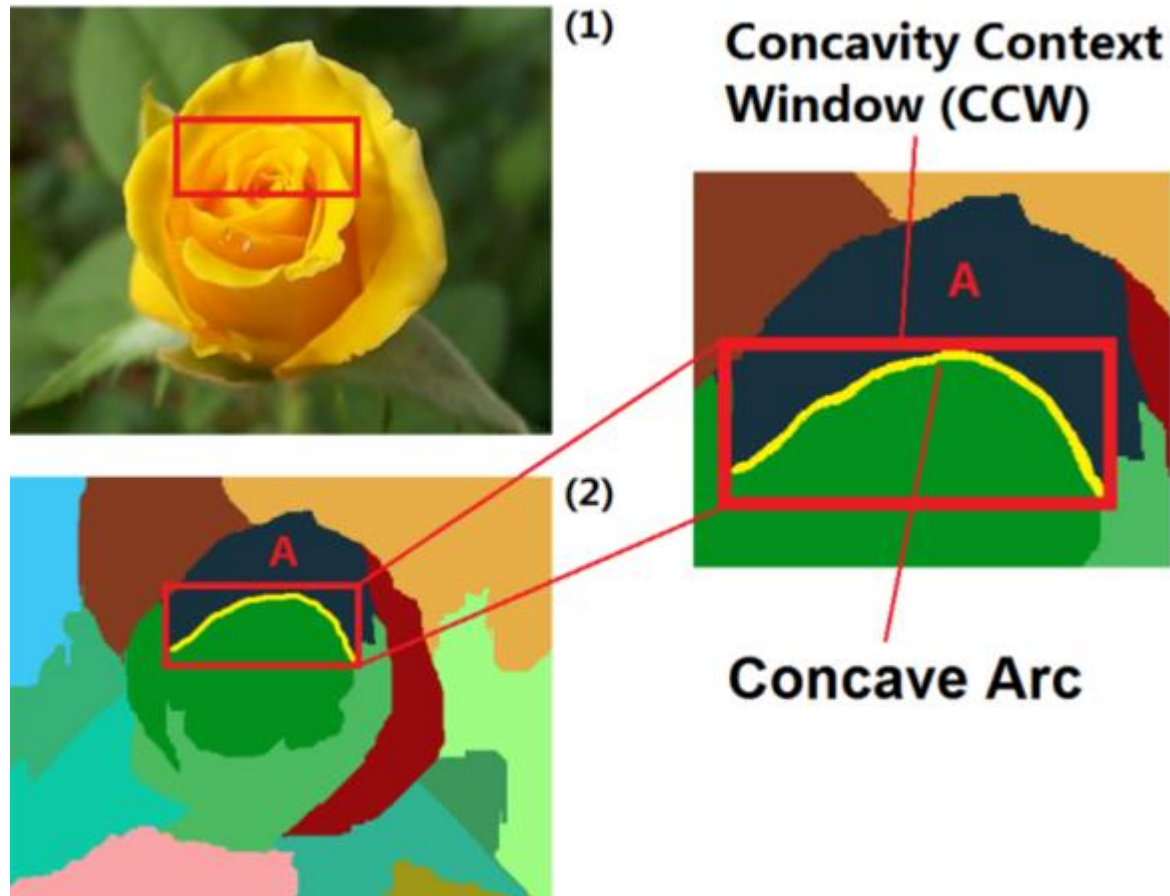 (1)
Concavity Context
Window (CCW)
A
(2)
A
Concave Arc